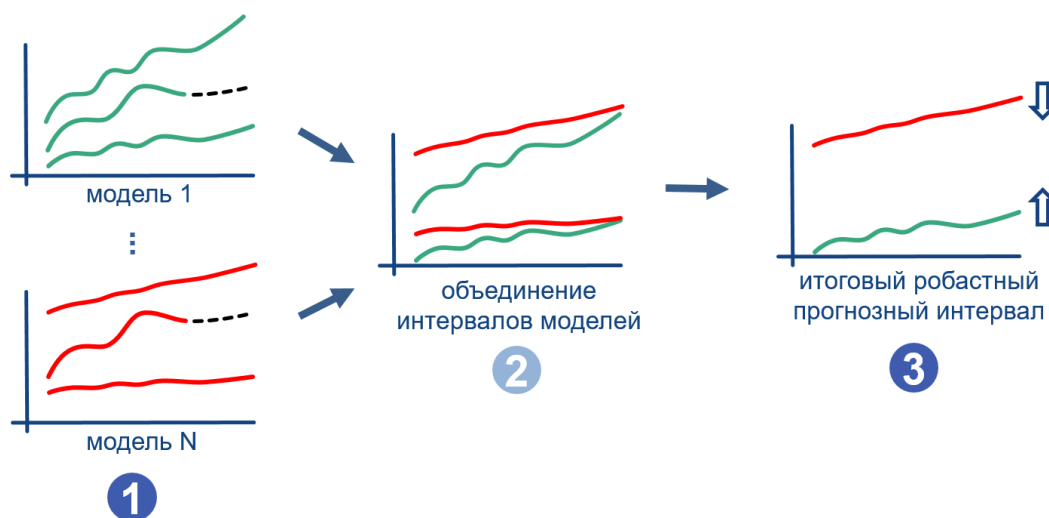 модель 1
модель N
1
объединение
интервалов моделей
2
итоговый робастный
прогнозный интервал
3